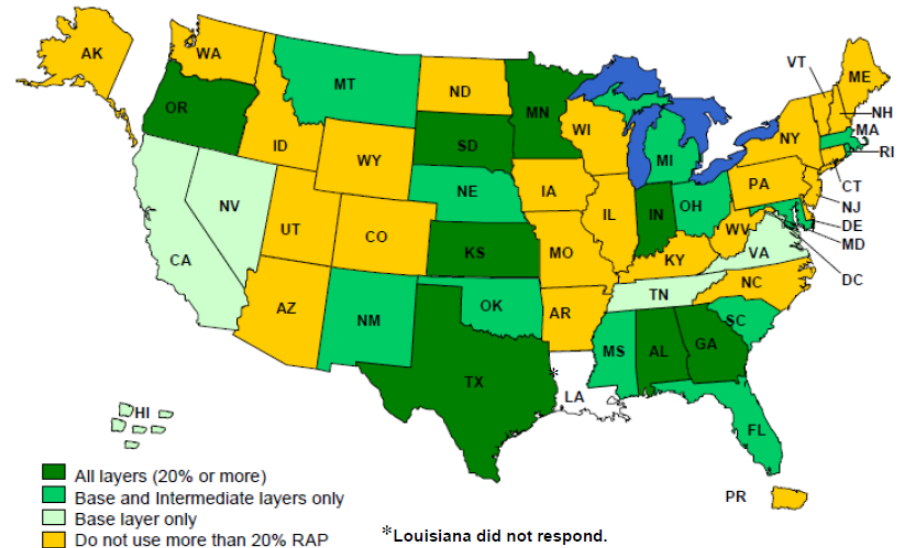 AK
WA
MT
ND
MN
VT
ME
OR
ID
WY
SD
WI
MI
NY
NH
MA
RI
CT
NV
UT
CO
NE
IA
IL
IN
OH
PA
NJ
DE
MD
DC
CA
AZ
NM
KS
OK
MO
AR
KY
WV
VA
TN
NC
SC
TX
*
LA
MS
AL
GA
FL
HI
PR
All layers (20% or more)
Base and Intermediate layers only
Base layer only
Do not use more than 20% RAP
*Louisiana did not respond.